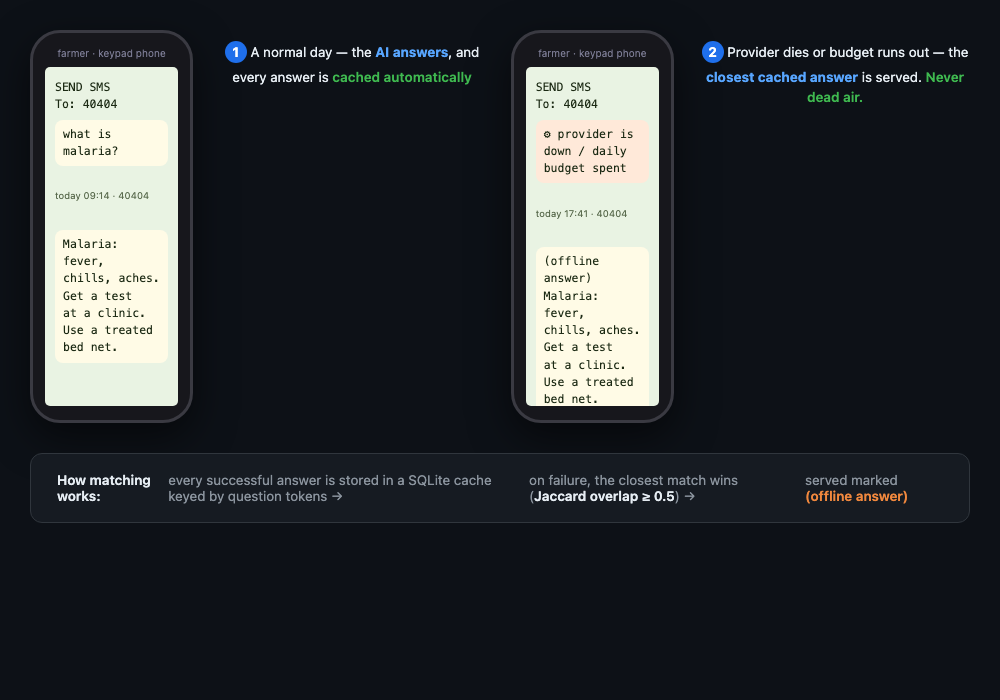 farmer · keypad phone
SEND SMS
To: 40404
what is
malaria?
today 09:14 · 40404
Malaria:
fever,
chills, aches.
Get a test
at a clinic.
Use a treated
bed net.
1 A normal day — the AI answers, and
every answer is cached automatically
farmer · keypad phone
SEND SMS
To: 40404
⚙ provider is
down / daily
budget spent
today 17:41 · 40404
(offline
answer)
Malaria:
fever,
chills, aches.
Get a test
at a clinic.
Use a treated
bed net.
2 Provider dies or budget runs out — the
closest cached answer is served. Never
dead air.
How matching
works:
every successful answer is stored in a SQLite cache
keyed by question tokens →
on failure, the closest match wins
(Jaccard overlap ≥ 0.5) →
served marked
(offline answer)